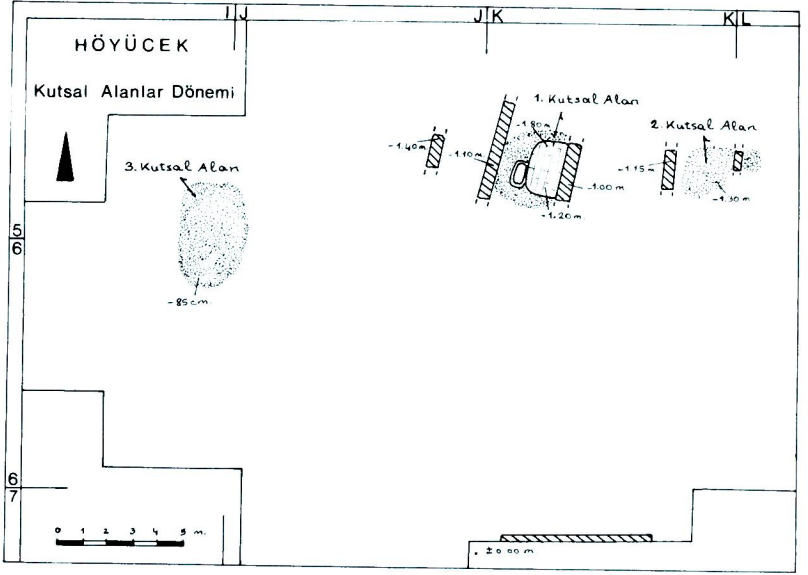 I J
J K
K L
HÖYÜCEK
Kutsal Alanlar Dönemi
1. Kutsal Alan
2. Kutsal Alan
3. Kutsal Alan
-1.80m
-1.40m
-1.10m
-1.00m
-1.20m
-1.15m
-1.30m
-85cm.
5
6
6
7
0 1 2 3 4 5 m.
±0.00m